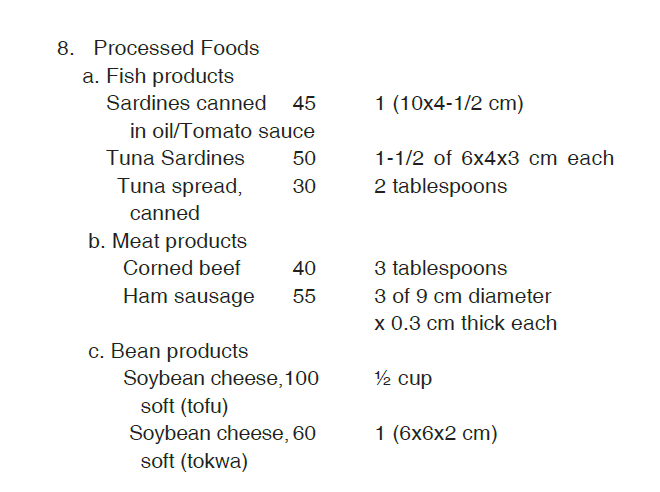 8. Processed Foods
a. Fish products
Sardines canned 45 1 (10x4-1/2 cm)
in oil/Tomato sauce
Tuna Sardines 50 1-1/2 of 6x4x3 cm each
Tuna spread, 30 2 tablespoons
canned
b. Meat products
Corned beef 40 3 tablespoons
Ham sausage 55 3 of 9 cm diameter
x 0.3 cm thick each
c. Bean products
Soybean cheese,100 ½ cup
soft (tofu)
Soybean cheese, 60 1 (6x6x2 cm)
soft (tokwa)